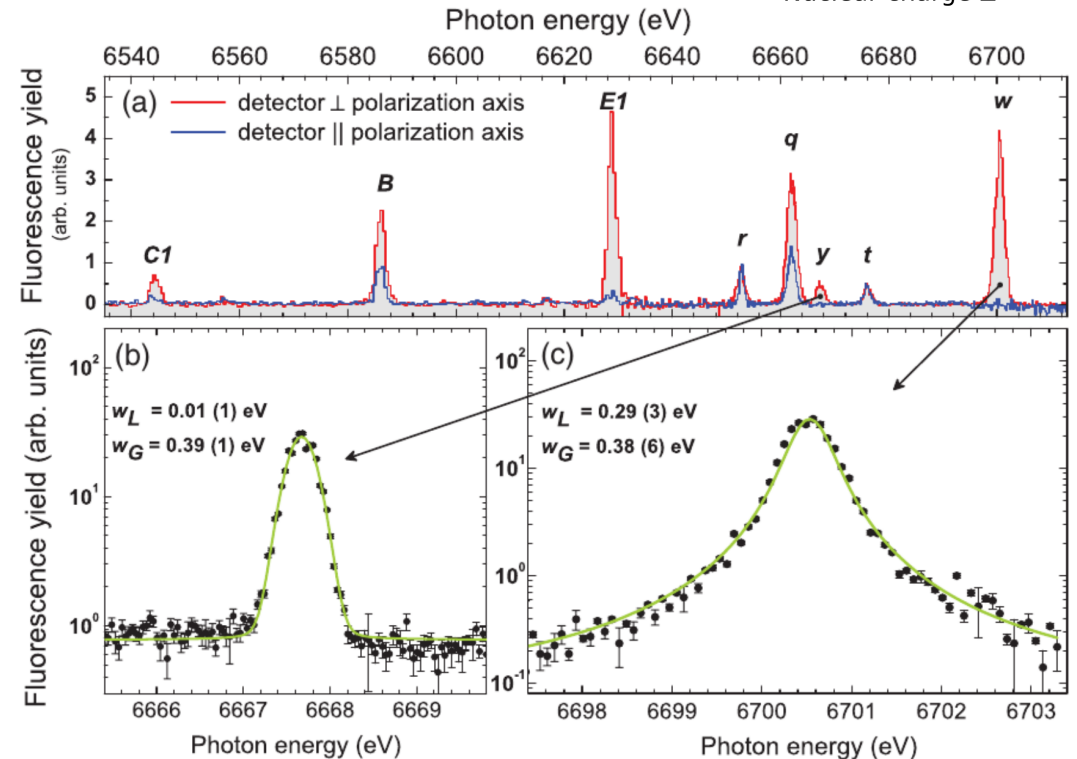 Nuclear charge Z
Photon energy (eV)
6540 6560 6580 6600 6620 6640 6660 6680 6700
Fluorescence yield
(arb. units)
5
4
3
2
1
0
(a)
detector ⊥ polarization axis
detector || polarization axis
C1
B
E1
r
q
y
t
w
Fluorescence yield (arb. units)
(b)
10²
10¹
10⁰
w_L = 0.01 (1) eV
w_G = 0.39 (1) eV
6666 6667 6668 6669
Photon energy (eV)
(c)
10²
10¹
10⁰
10⁻¹
w_L = 0.29 (3) eV
w_G = 0.38 (6) eV
6698 6699 6700 6701 6702 6703
Photon energy (eV)